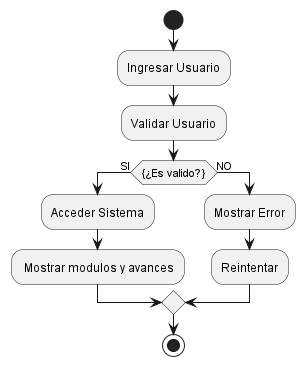 Ingresar Usuario
Validar Usuario
SI
{¿Es valido?}
NO
Acceder Sistema
Mostrar Error
Mostrar modulos y avances
Reintentar